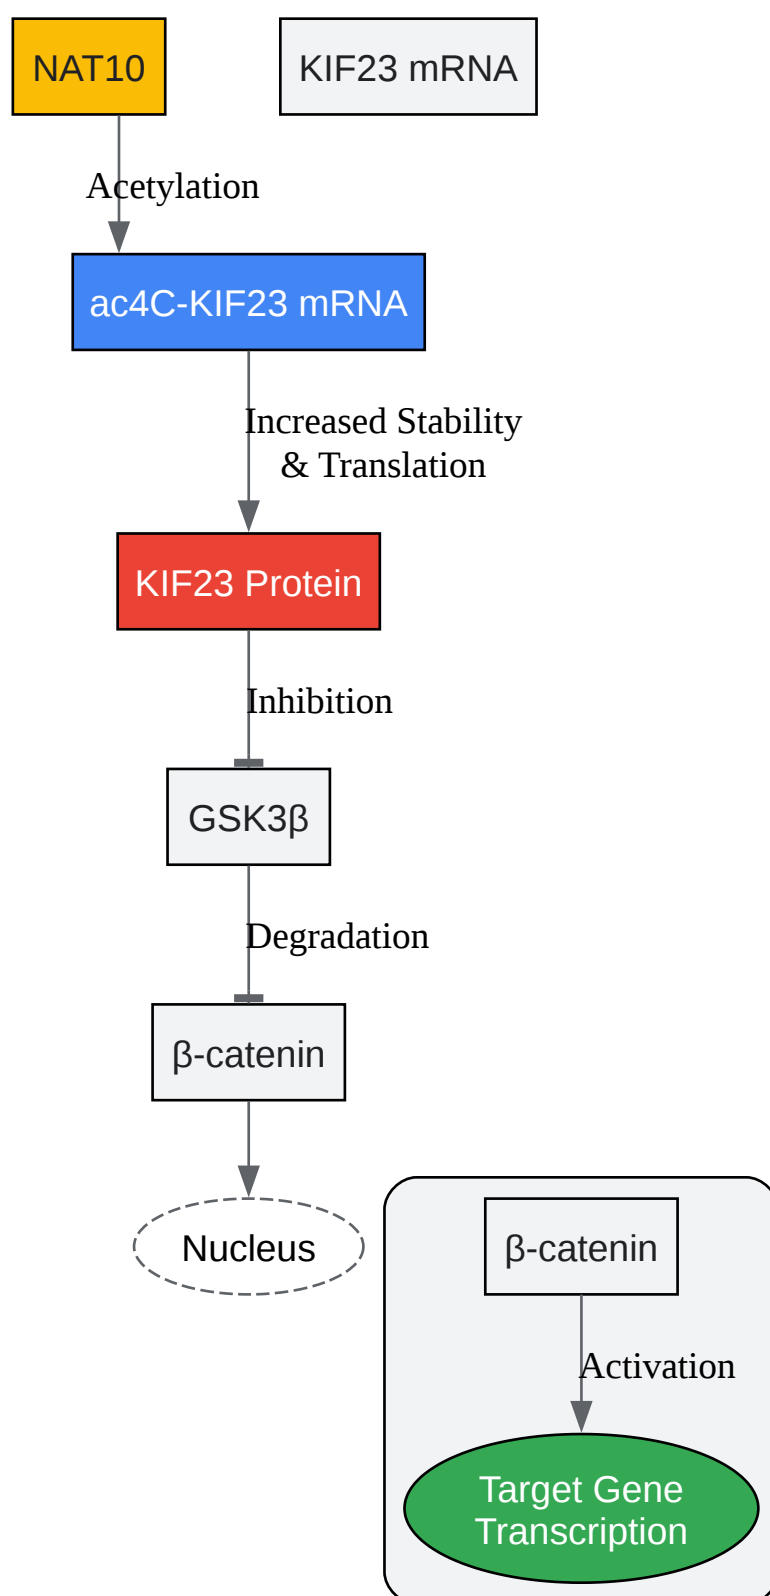 NAT10
KIF23 mRNA
Acetylation
ac4C-KIF23 mRNA
Increased Stability
& Translation
KIF23 Protein
Inhibition
GSK3β
Degradation
β-catenin
Nucleus
β-catenin
Activation
Target Gene
Transcription